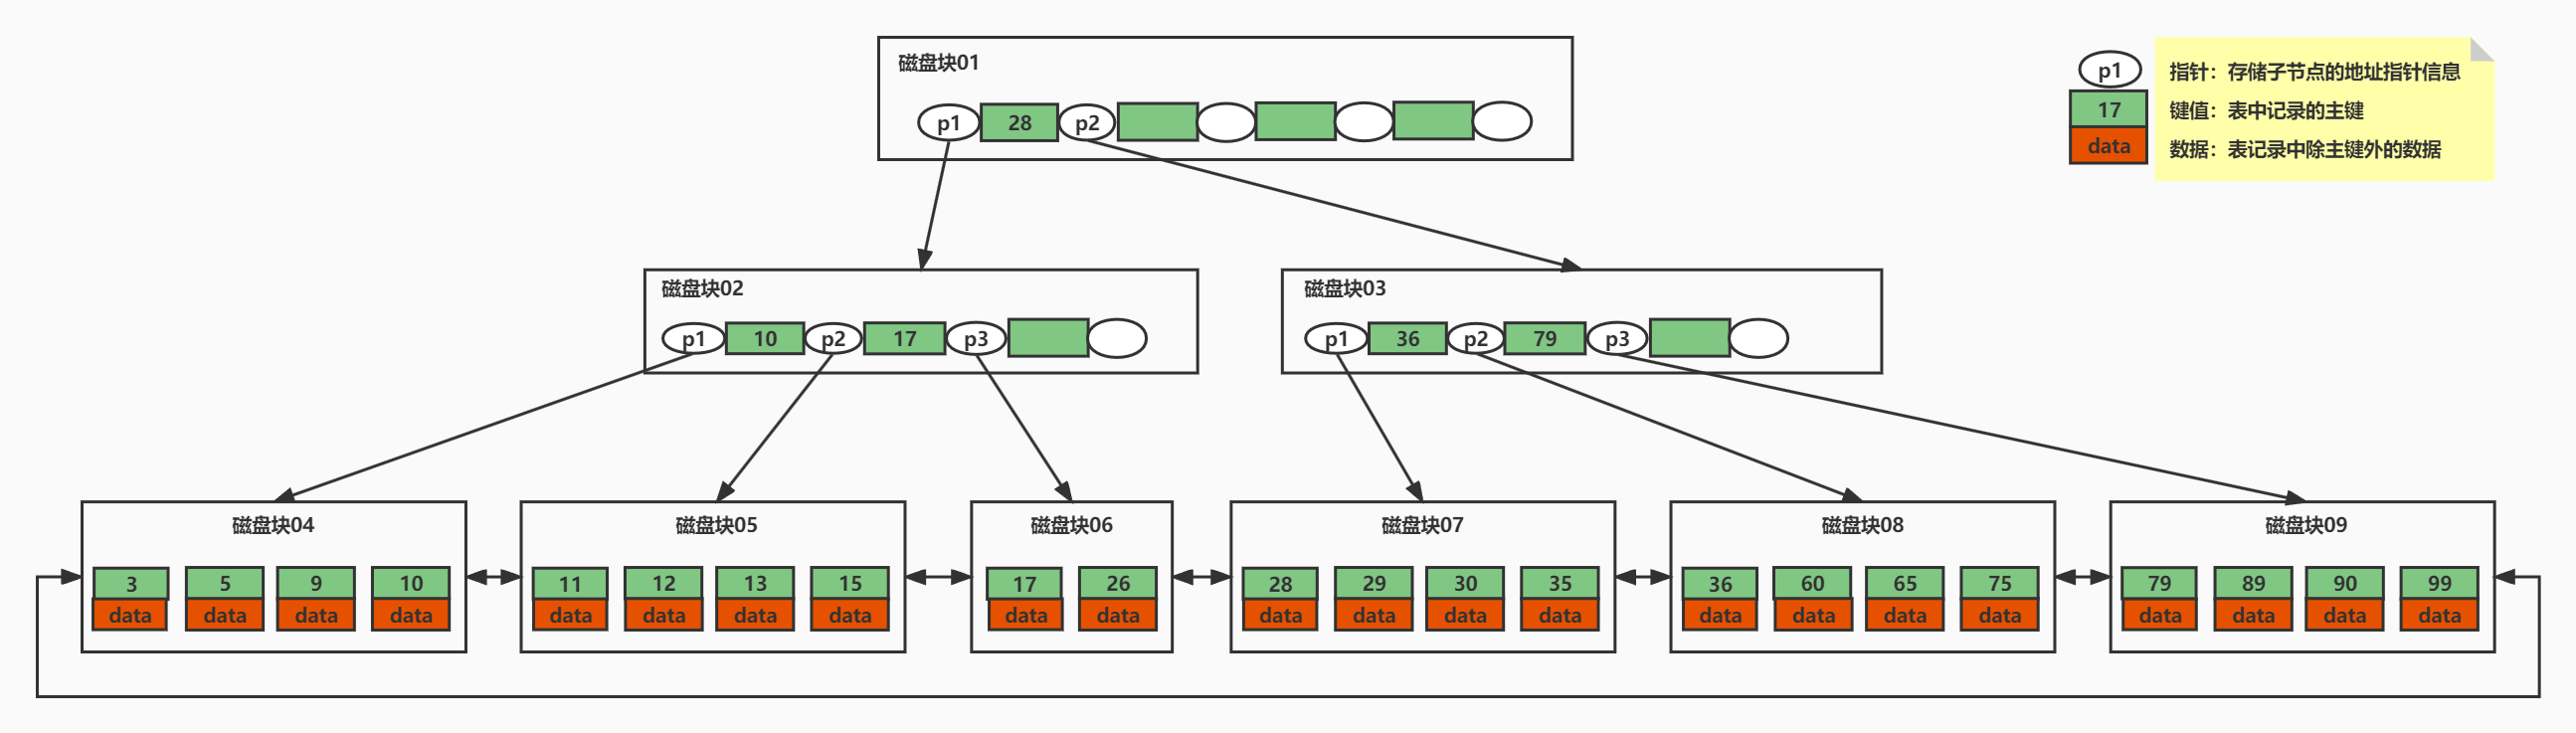 磁盘块01
p1 28 p2
p1 指针：存储子节点的地址指针信息
17 键值：表中记录的主键
data 数据：表记录中除主键外的数据
磁盘块02
p1 10 p2 17 p3
磁盘块03
p1 36 p2 79 p3
磁盘块04
3 5 9 10
data data data data
磁盘块05
11 12 13 15
data data data data
磁盘块06
17 26
data data
磁盘块07
28 29 30 35
data data data data
磁盘块08
36 60 65 75
data data data data
磁盘块09
79 89 90 99
data data data data